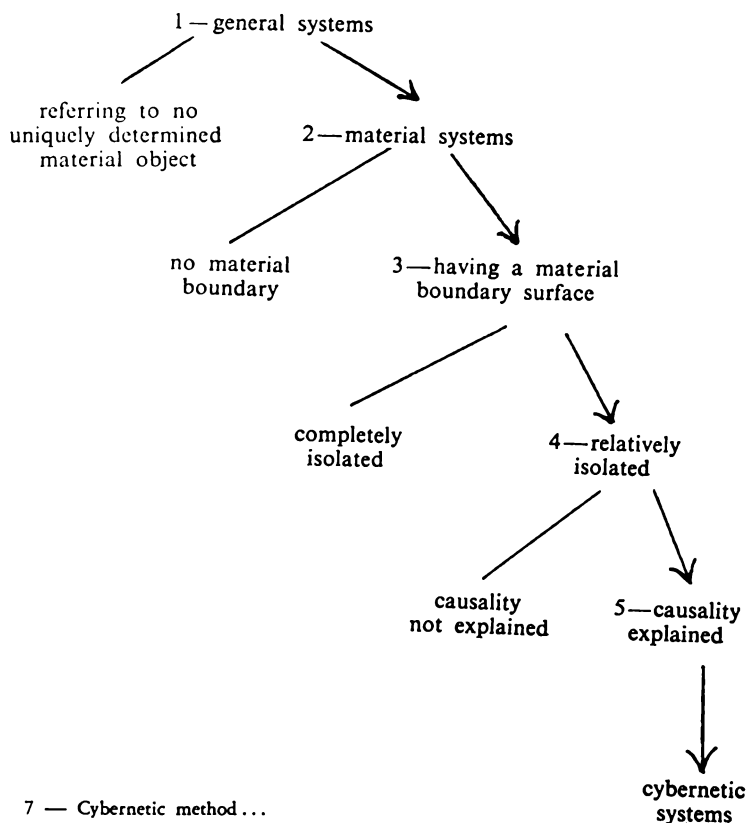 1 — general systems
referring to no
uniquely determined
material object
2—material systems
no material
boundary
3—having a material
boundary surface
completely
isolated
4—relatively
isolated
causality
not explained
5—causality
explained
cybernetic
systems
7 — Cybernetic method...